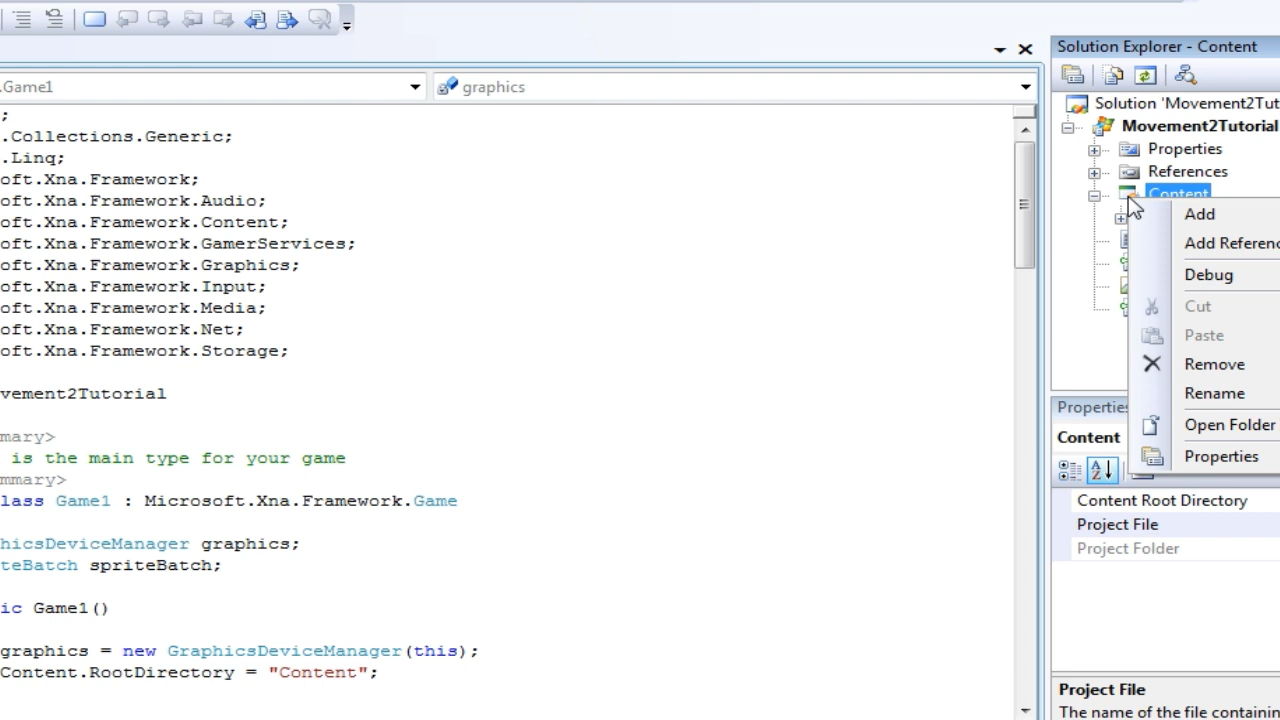 Solution Explorer - Content
.Game1
graphics
;
.Collections.Generic;
.Linq;
oft.Xna.Framework;
oft.Xna.Framework.Audio;
oft.Xna.Framework.Content;
oft.Xna.Framework.GamerServices;
oft.Xna.Framework.Graphics;
oft.Xna.Framework.Input;
oft.Xna.Framework.Media;
oft.Xna.Framework.Net;
oft.Xna.Framework.Storage;
vement2Tutorial
mary>
is the main type for your game
mmary>
lass Game1 : Microsoft.Xna.Framework.Game
hicsDeviceManager graphics;
teBatch spriteBatch;
ic Game1()
graphics = new GraphicsDeviceManager(this);
Content.RootDirectory = "Content";
Solution 'Movement2Tut
Movement2Tutorial
Properties
References
Content
Add
Add Referenc
Debug
Cut
Paste
Remove
Rename
Open Folder
Properties
Properties
Content
Content Root Directory
Project File
Project Folder
Project File
The name of the file containin